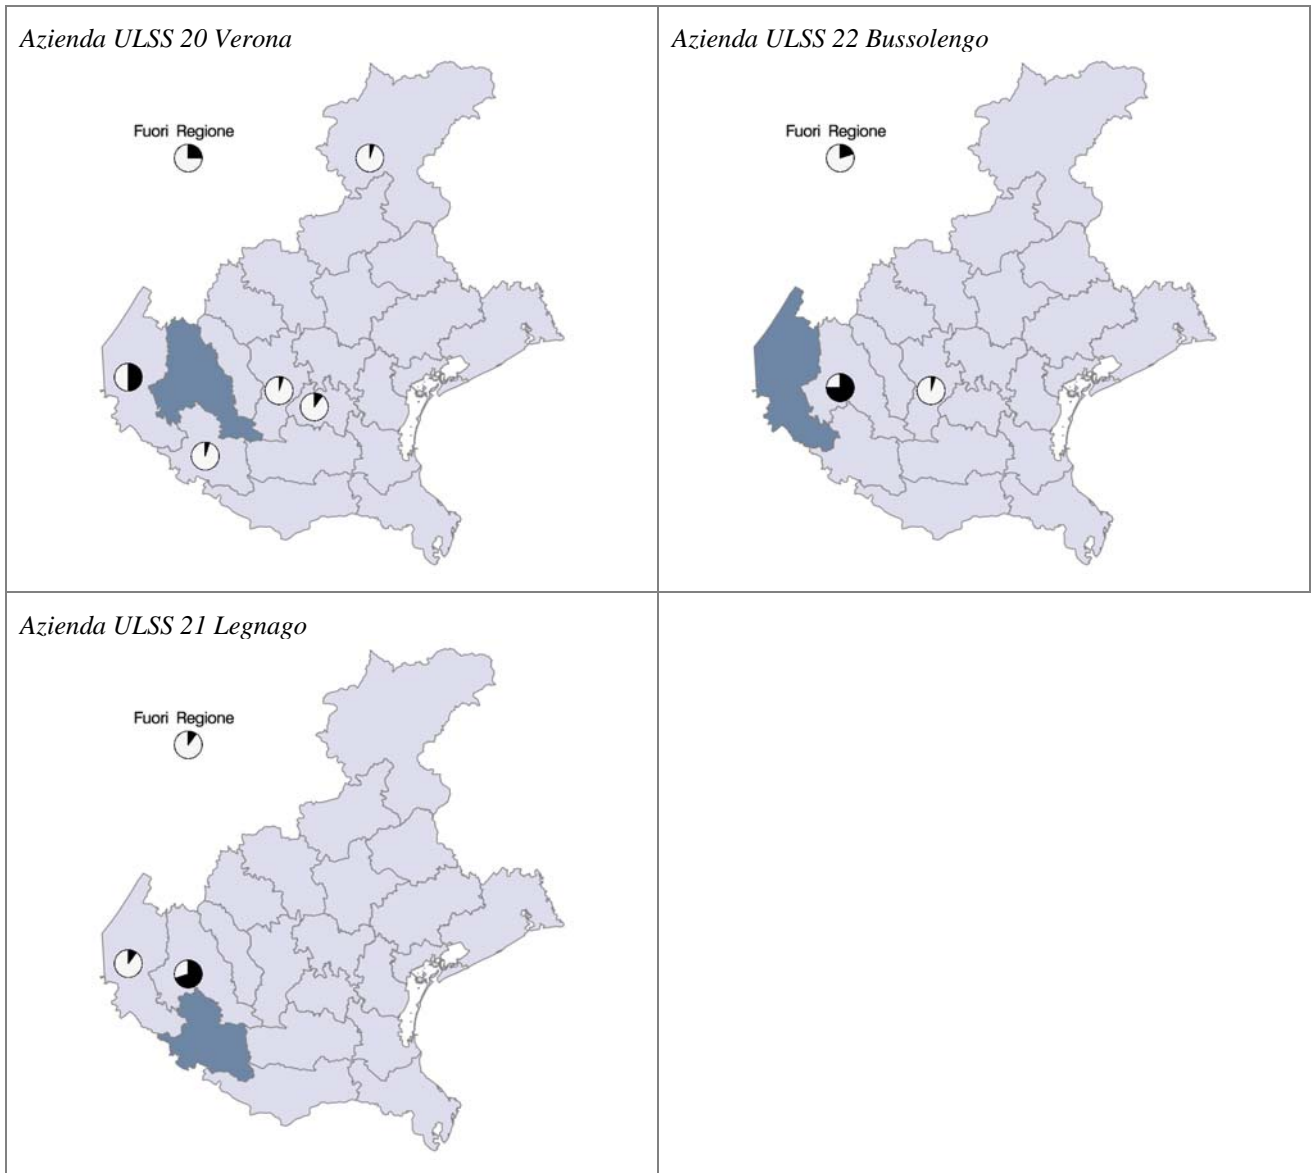 Azienda ULSS 20 Verona
Fuori Regione
Azienda ULSS 22 Bussolengo
Fuori Regione
Azienda ULSS 21 Legnago
Fuori Regione